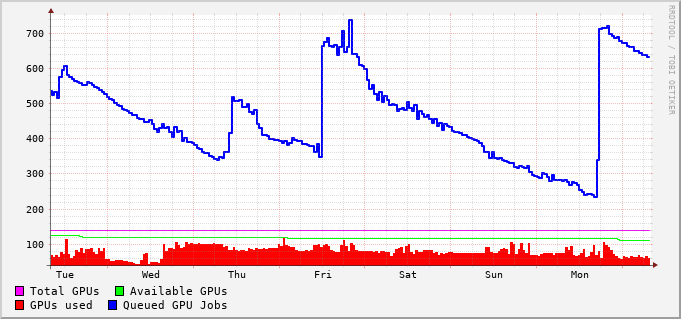 RRDTOOL / TOBI OETIKER
700
600
500
400
300
200
100
Tue Wed Thu Fri Sat Sun Mon
Total GPUs Available GPUs
GPUs used Queued GPU Jobs